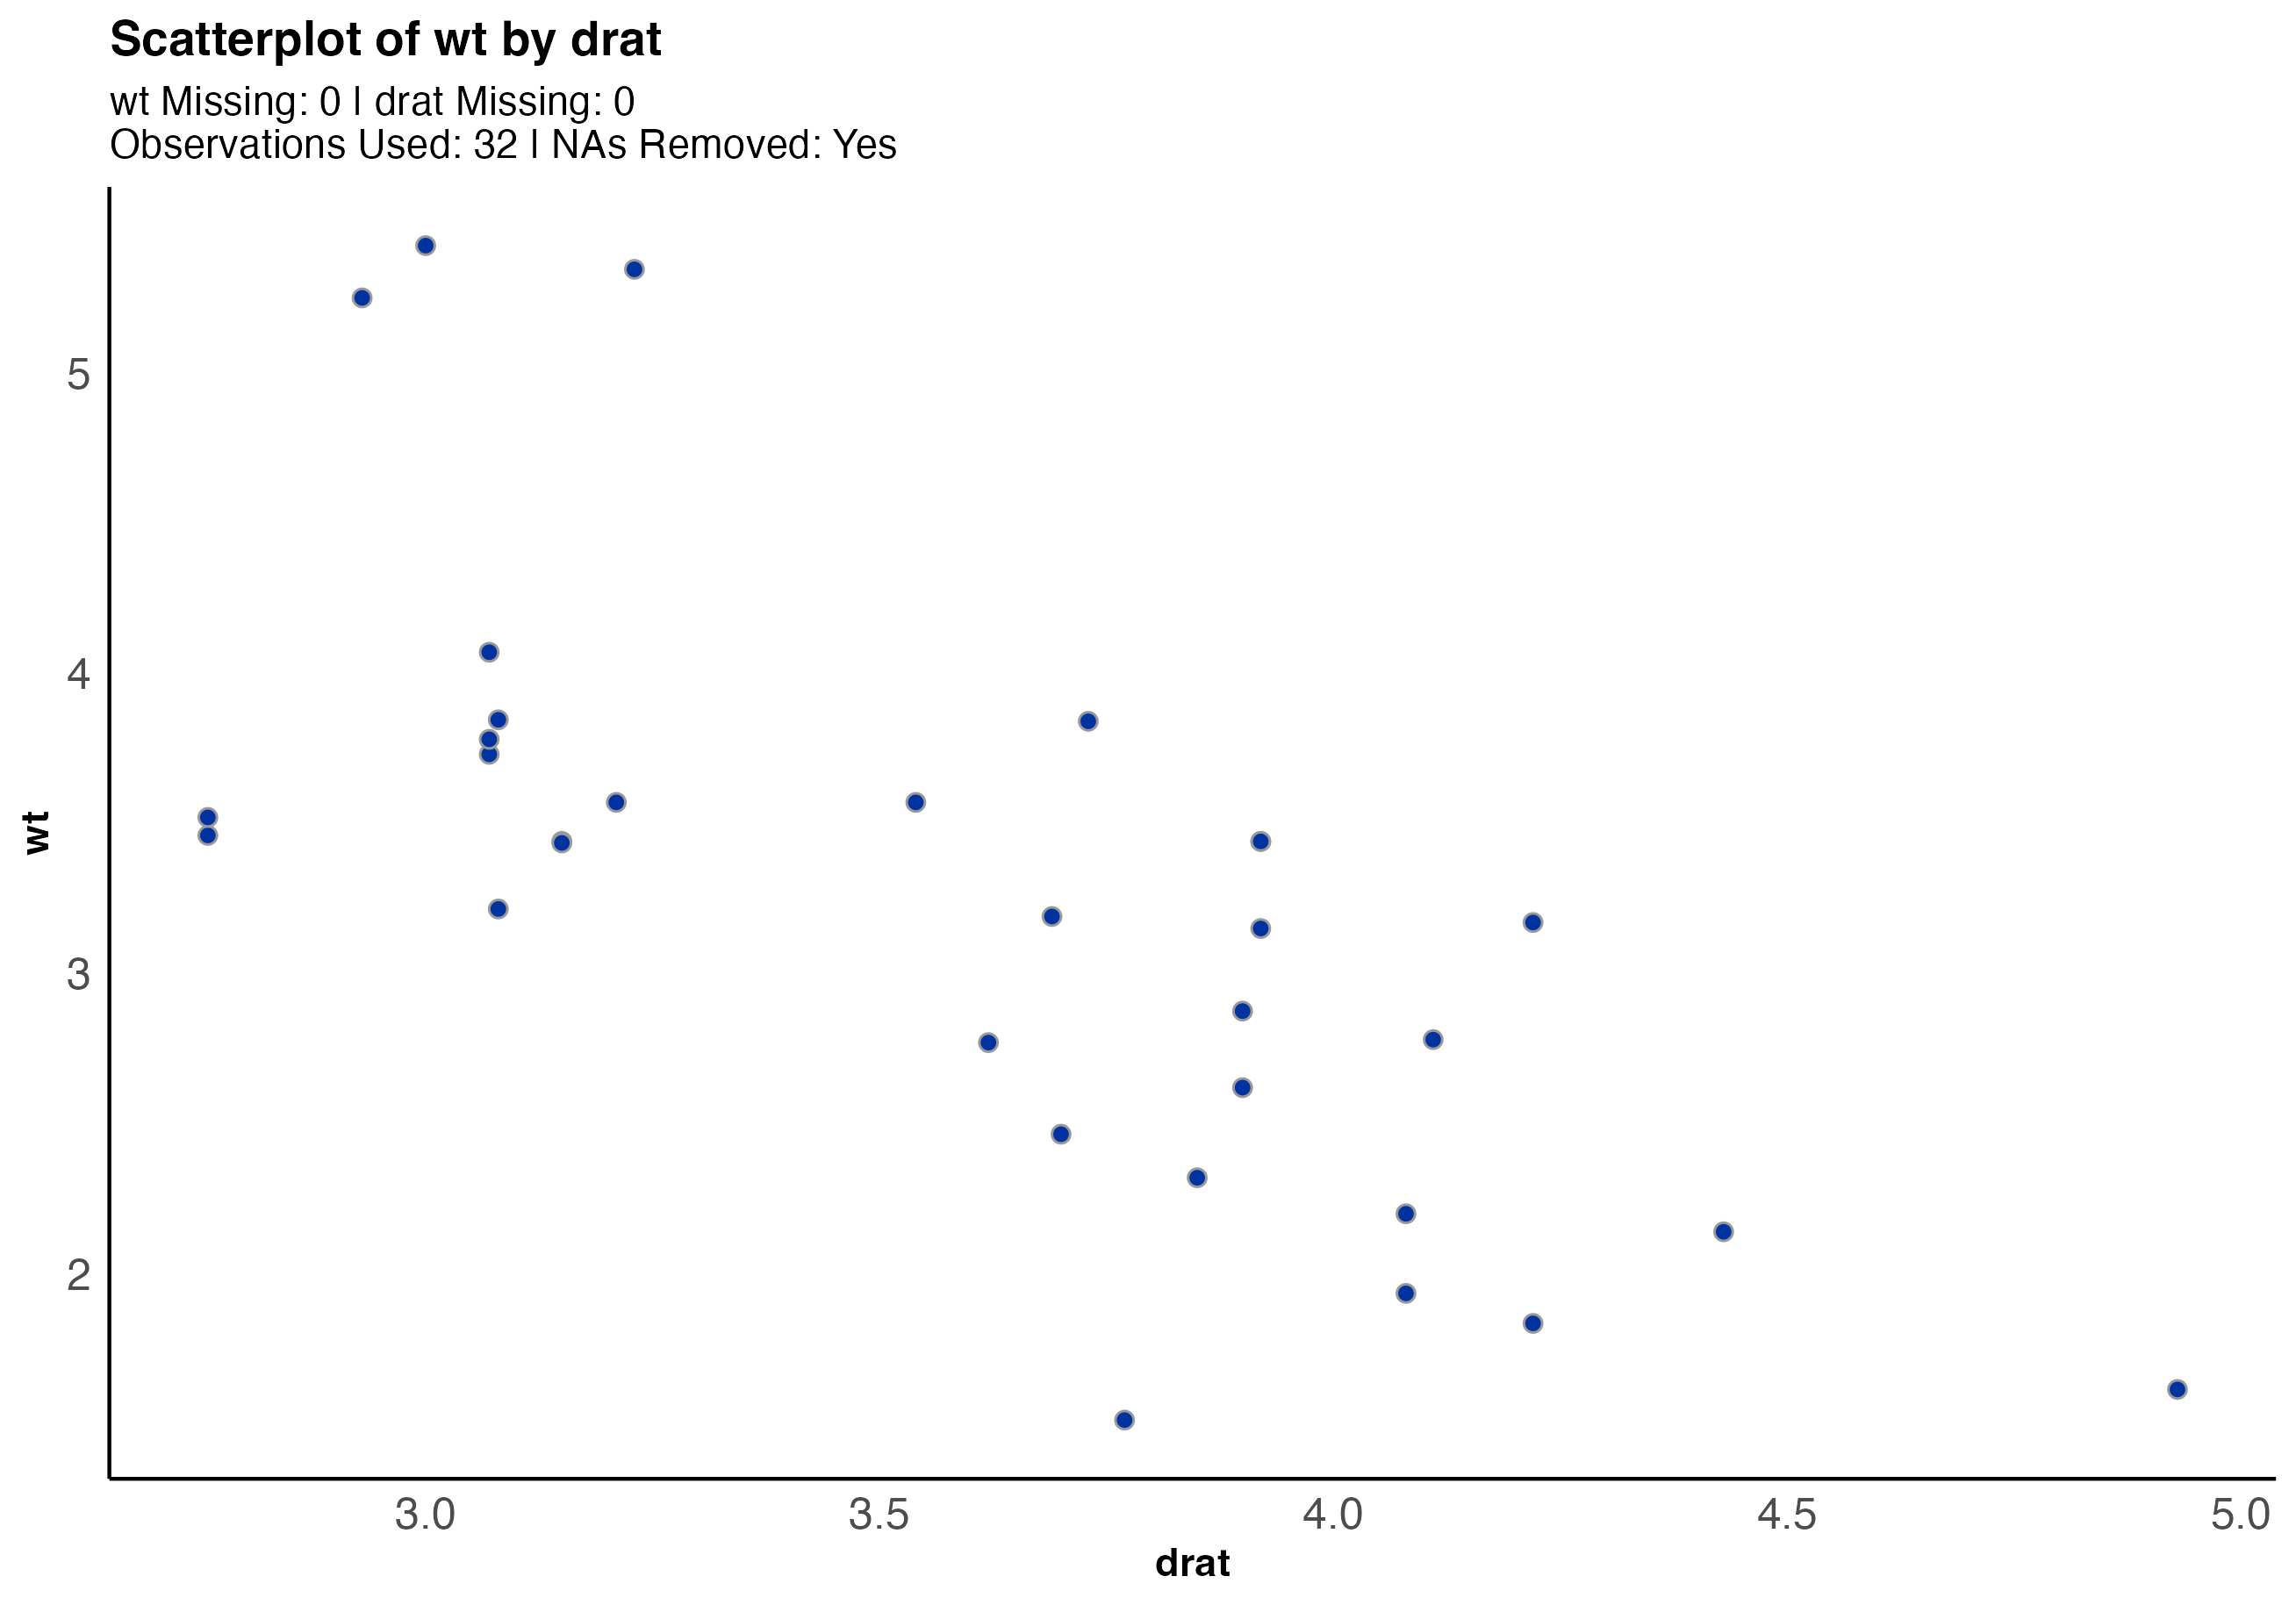 Scatterplot of wt by drat
wt Missing: 0 | drat Missing: 0
Observations Used: 32 | NAs Removed: Yes
5
4
wt
3
2
3.0 3.5 4.0 4.5 5.0
drat